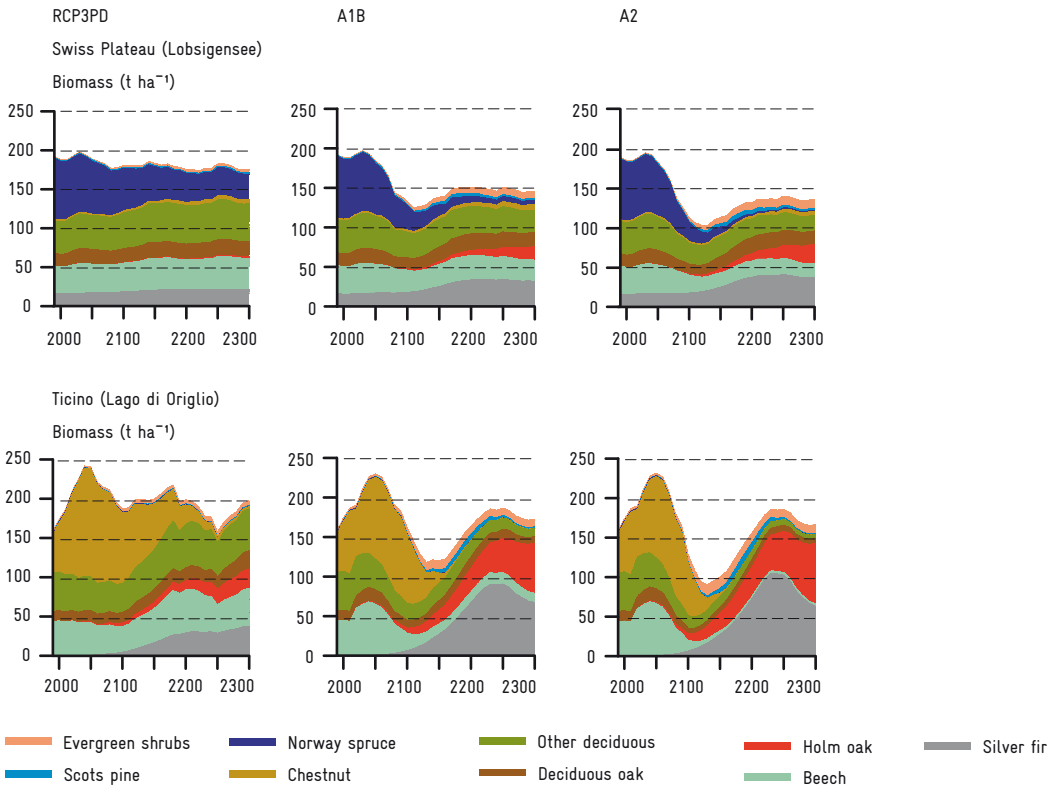 RCP3PD A1B A2
Swiss Plateau (Lobsigensee)
Biomass (t ha⁻¹)
250 250 250
200 200 200
150 150 150
100 100 100
50 50 50
0 0 0
2000 2100 2200 2300 2000 2100 2200 2300 2000 2100 2200 2300
Ticino (Lago di Origlio)
Biomass (t ha⁻¹)
250 250 250
200 200 200
150 150 150
100 100 100
50 50 50
0 0 0
2000 2100 2200 2300 2000 2100 2200 2300 2000 2100 2200 2300
Evergreen shrubs Norway spruce Other deciduous Holm oak Silver fir
Scots pine Chestnut Deciduous oak Beech